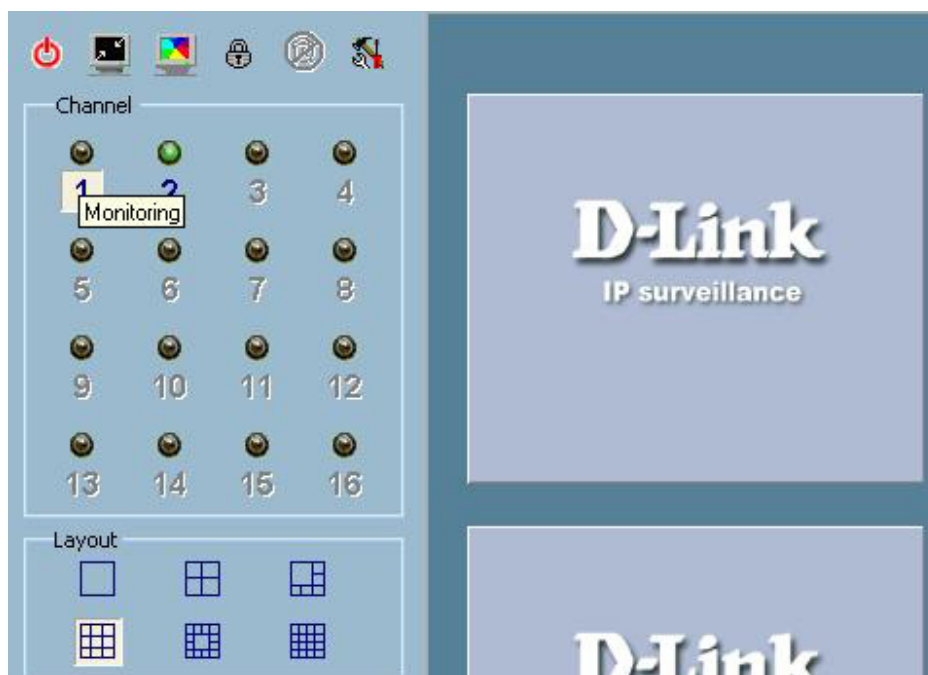 Channel
1 2 3 4
Monitoring
5 6 7 8
9 10 11 12
13 14 15 16
Layout
D-Link
IP surveillance
D-Link